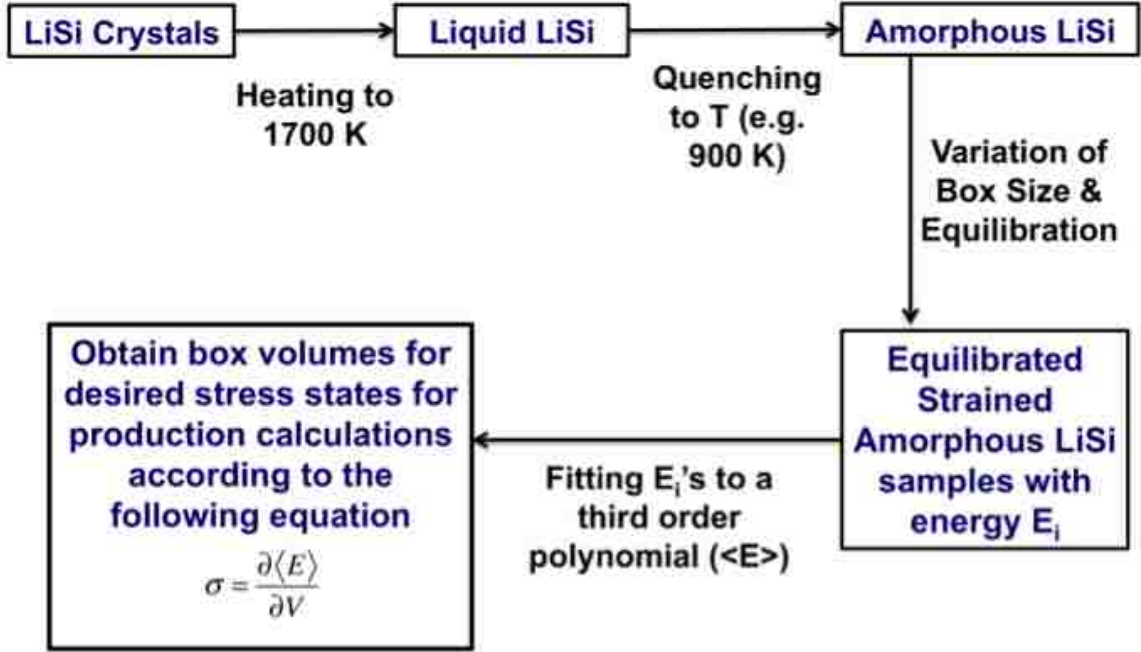 LiSi Crystals
Liquid LiSi
Amorphous LiSi
Heating to
1700 K
Quenching
to T (e.g.
900 K)
Variation of
Box Size &
Equilibration
Equilibrated
Strained
Amorphous LiSi
samples with
energy Eᵢ
Fitting Eᵢ's to a
third order
polynomial (<E>)
Obtain box volumes for
desired stress states for
production calculations
according to the
following equation
σ = ∂⟨E⟩/∂V